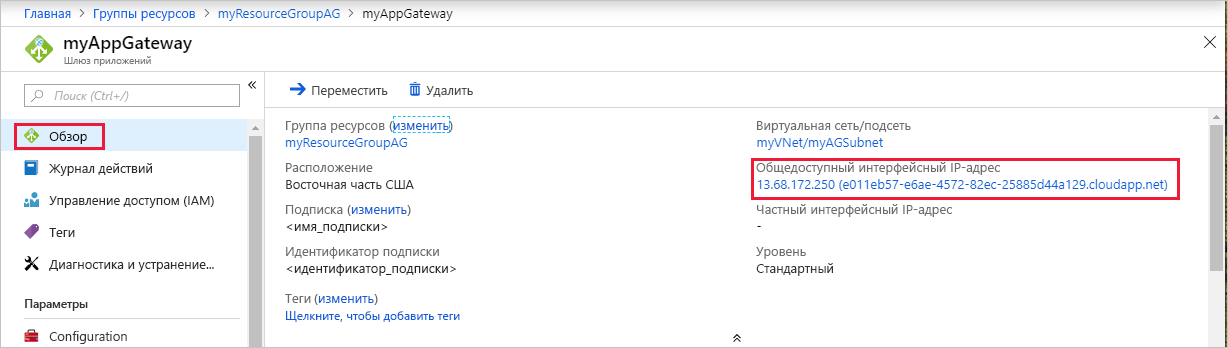 Главная > Группы ресурсов > myResourceGroupAG > myAppGateway
myAppGateway
Шлюз приложений
Поиск (Ctrl+/)
Обзор
Журнал действий
Управление доступом (IAM)
Теги
Диагностика и устранение...
Параметры
Configuration
Переместить
Удалить
Группа ресурсов (изменить)
myResourceGroupAG
Расположение
Восточная часть США
Подписка (изменить)
<имя_подписки>
Идентификатор подписки
<идентификатор_подписки>
Теги (изменить)
Щелкните, чтобы добавить теги
Виртуальная сеть/подсеть
myVNet/myAGSubnet
Общедоступный интерфейсный IP-адрес
13.68.172.250 (e011eb57-e6ae-4572-82ec-25885d44a129.cloudapp.net)
Частный интерфейсный IP-адрес
-
Уровень
Стандартный